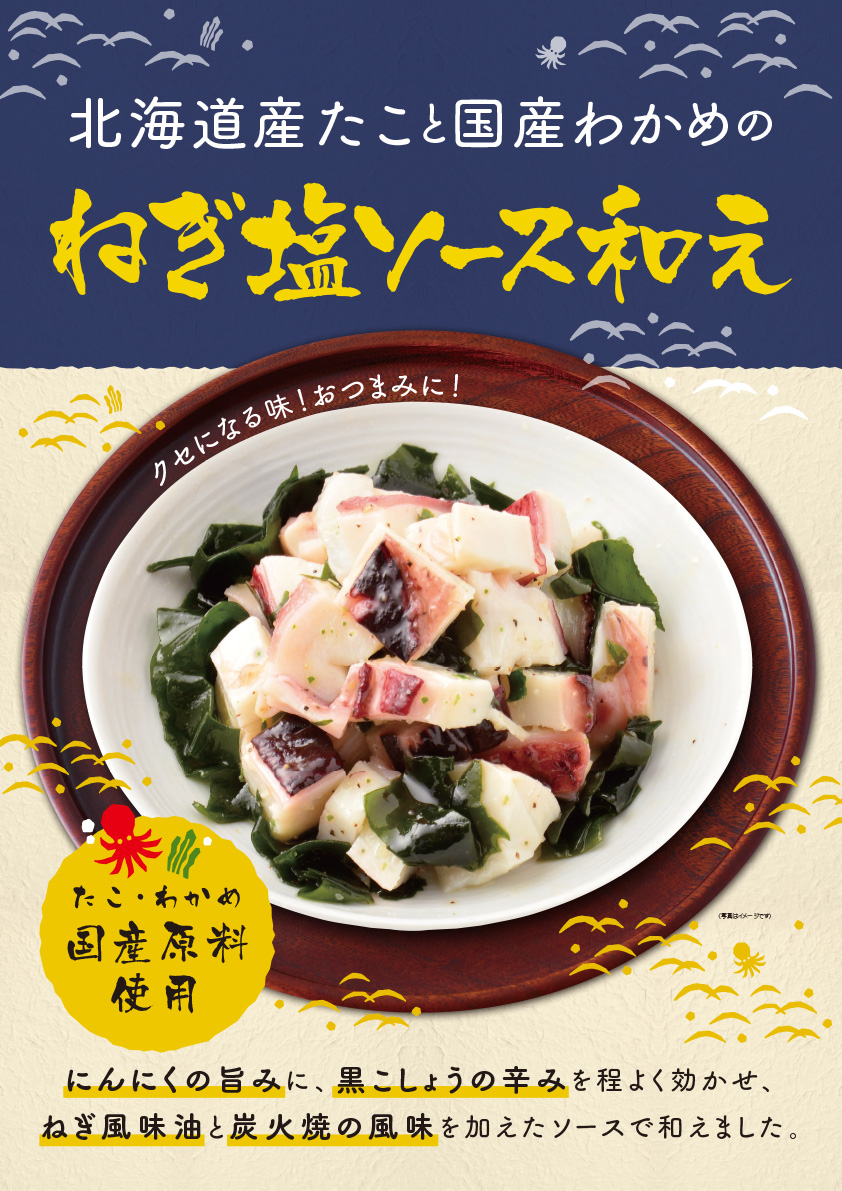 北海道産たこと国産わかめの
ねぎ塩ソース和え
クセになる味！おつまみに！
（写真はイメージです）
たこ・わかめ
国産原料
使用
にんにくの旨みに、黒こしょうの辛みを程よく効かせ、
ねぎ風味油と炭火焼の風味を加えたソースで和えました。